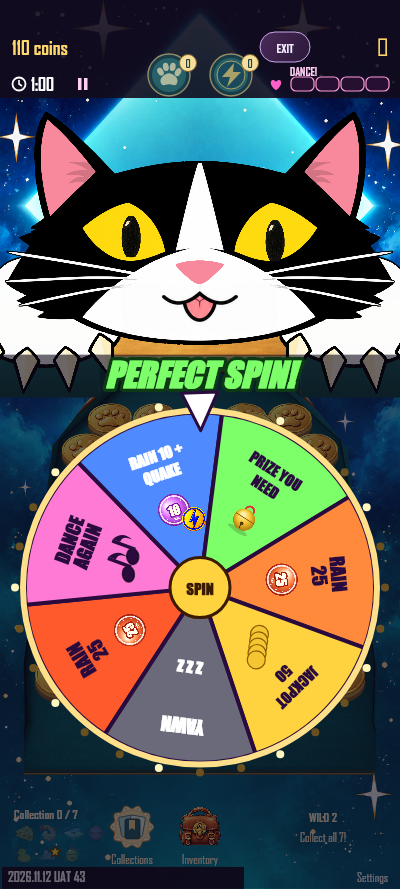 110 coins
EXIT
0
0
1:00
DANCE!
PERFECT SPIN!
RAIN 10 +
QUAKE
10
PRIZE YOU
NEED
DANCE
AGAIN
RAIN
25
25
SPIN
RAIN
25
25
ZZZ
YAWN
JACKPOT
50
Collection 0 / 7
WILD 2
Collect all 7!
Collections
Inventory
2026.11.12 UAT 43
Settings